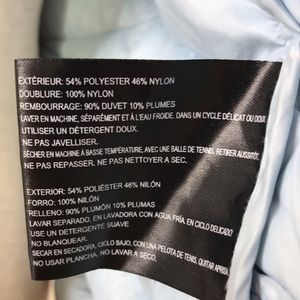 EXTÉRIEUR: 54% POLYESTER 46% NYLON
DOUBLURE: 100% NYLON
REMBOURRAGE: 90% DUVET 10% PLUMES
LAVER EN MACHINE, SÉPARÉMENT ET À L'EAU FROIDE. DANS UN CYCLE DÉLICAT OU DOUX
UTILISER UN DÉTERGENT DOUX.
NE PAS JAVELLISER.
SÉCHER EN MACHINE À BASSE TEMPÉRATURE, AVEC UNE BALLE DE TENNIS. RETIRER AUSSITÔT.
NE PAS REPASSER. NE PAS NETTOYER A SEC.
EXTERIOR: 54% POLIÉSTER 46% NILÓN
FORRO: 100% NILÓN
RELLENO: 90% PLUMÓN 10% PLUMAS
LAVAR SEPARADO, EN LAVADORA CON AGUA FRÍA, EN CICLO DELICADO.
USE UN DETERGENTE SUAVE
NO BLANQUEAR.
SECAR EN SECADORA, CICLO BAJO, CON UNA PELOTA DE TENIS, QUITAR APRISA.
NO USAR PLANCHA. NO LAVAR A SECO.